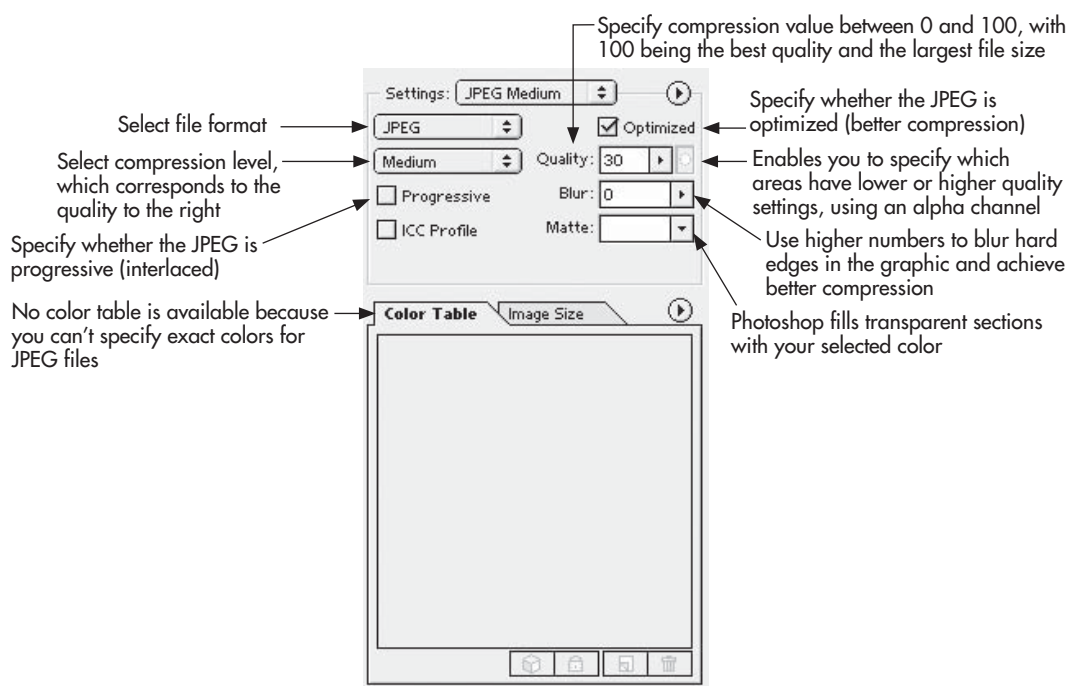 Specify compression value between 0 and 100, with
100 being the best quality and the largest file size
Settings: JPEG Medium
Select file format
JPEG
Optimized
Specify whether the JPEG is
optimized (better compression)
Select compression level,
which corresponds to the
quality to the right
Medium
Quality: 30
Enables you to specify which
areas have lower or higher quality
settings, using an alpha channel
Progressive
Blur: 0
Specify whether the JPEG is
progressive (interlaced)
ICC Profile
Matte:
Use higher numbers to blur hard
edges in the graphic and achieve
better compression
No color table is available because
you can't specify exact colors for
JPEG files
Color Table
Image Size
Photoshop fills transparent sections
with your selected color